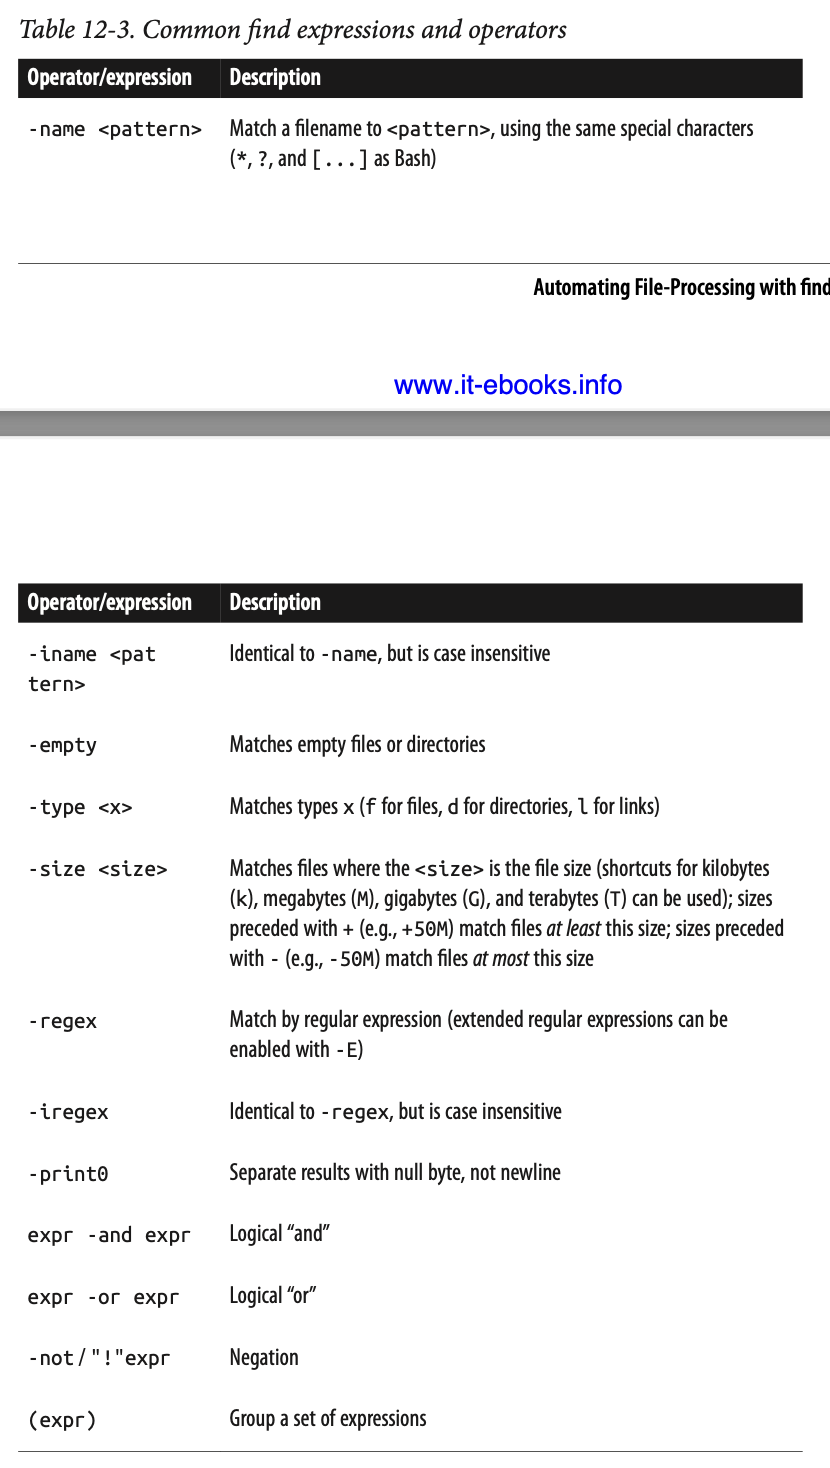 Table 12-3. Common find expressions and operators
Operator/expression Description
-name <pattern> Match a filename to <pattern>, using the same special characters
(*, ?, and [...] as Bash)
Automating File-Processing with find
www.it-ebooks.info
Operator/expression Description
-iname <pat Identical to -name, but is case insensitive
tern>
-empty Matches empty files or directories
-type <x> Matches types x (f for files, d for directories, l for links)
-size <size> Matches files where the <size> is the file size (shortcuts for kilobytes
(k), megabytes (M), gigabytes (G), and terabytes (T) can be used); sizes
preceded with + (e.g., +50M) match files at least this size; sizes preceded
with - (e.g., -50M) match files at most this size
-regex Match by regular expression (extended regular expressions can be
enabled with -E)
-iregex Identical to -regex, but is case insensitive
-print0 Separate results with null byte, not newline
expr -and expr Logical “and”
expr -or expr Logical “or”
-not / "!"expr Negation
(expr) Group a set of expressions